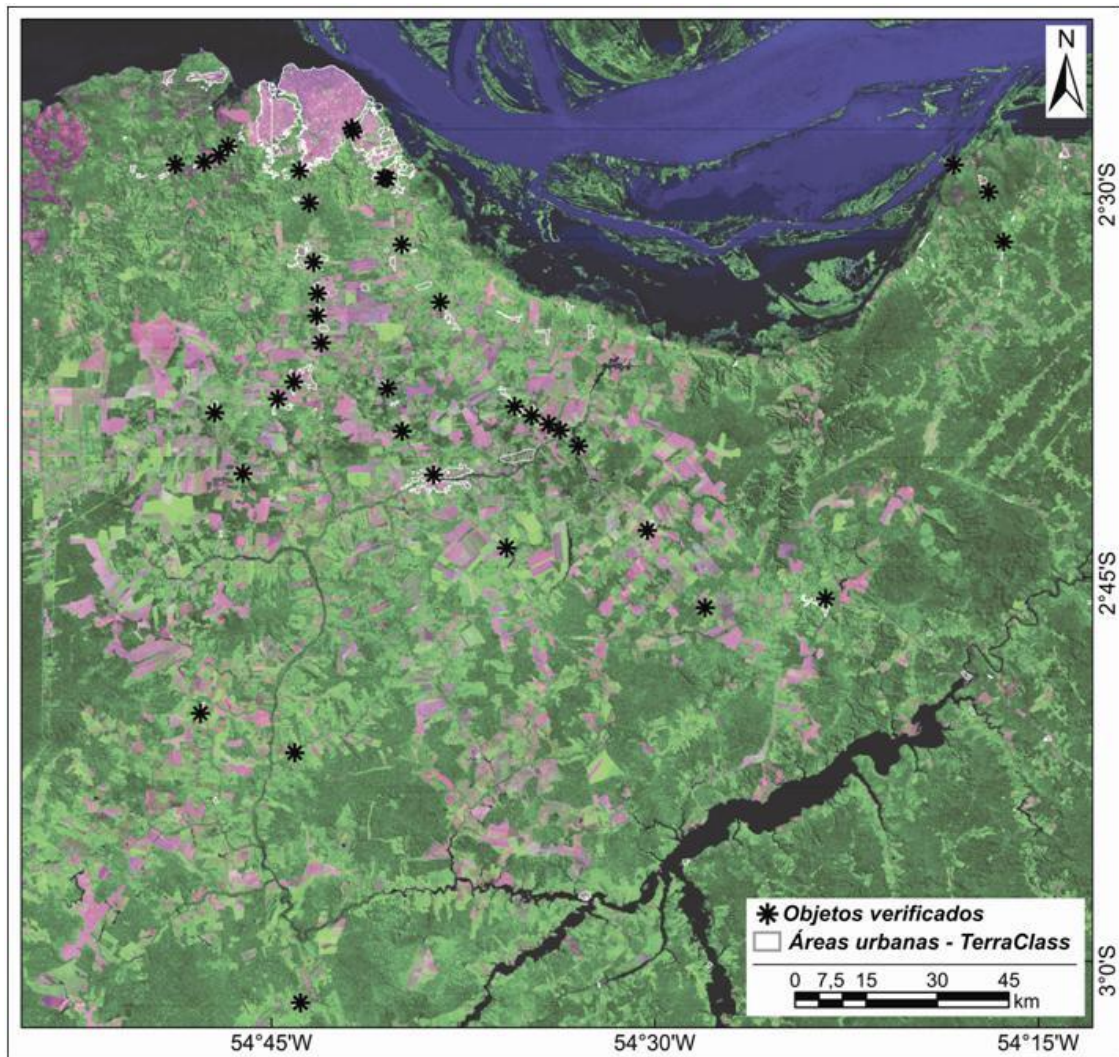 N
2°30'S
2°45'S
3°0'S
Objetos verificados
Áreas urbanas - TerraClass
0 7,5 15 30 45
km
54°45'W 54°30'W 54°15'W